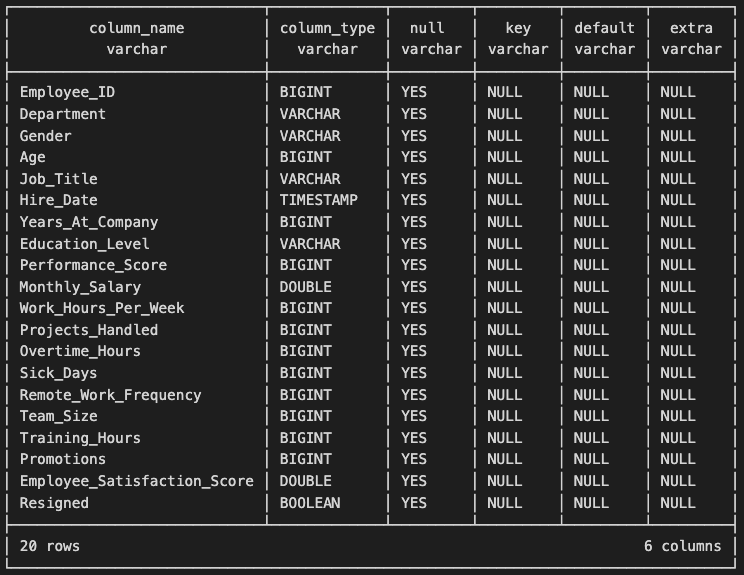 column_name column_type null key default extra
varchar varchar varchar varchar varchar varchar
Employee_ID BIGINT YES NULL NULL NULL
Department VARCHAR YES NULL NULL NULL
Gender VARCHAR YES NULL NULL NULL
Age BIGINT YES NULL NULL NULL
Job_Title VARCHAR YES NULL NULL NULL
Hire_Date TIMESTAMP YES NULL NULL NULL
Years_At_Company BIGINT YES NULL NULL NULL
Education_Level VARCHAR YES NULL NULL NULL
Performance_Score BIGINT YES NULL NULL NULL
Monthly_Salary DOUBLE YES NULL NULL NULL
Work_Hours_Per_Week BIGINT YES NULL NULL NULL
Projects_Handled BIGINT YES NULL NULL NULL
Overtime_Hours BIGINT YES NULL NULL NULL
Sick_Days BIGINT YES NULL NULL NULL
Remote_Work_Frequency BIGINT YES NULL NULL NULL
Team_Size BIGINT YES NULL NULL NULL
Training_Hours BIGINT YES NULL NULL NULL
Promotions BIGINT YES NULL NULL NULL
Employee_Satisfaction_Score DOUBLE YES NULL NULL NULL
Resigned BOOLEAN YES NULL NULL NULL
20 rows 6 columns